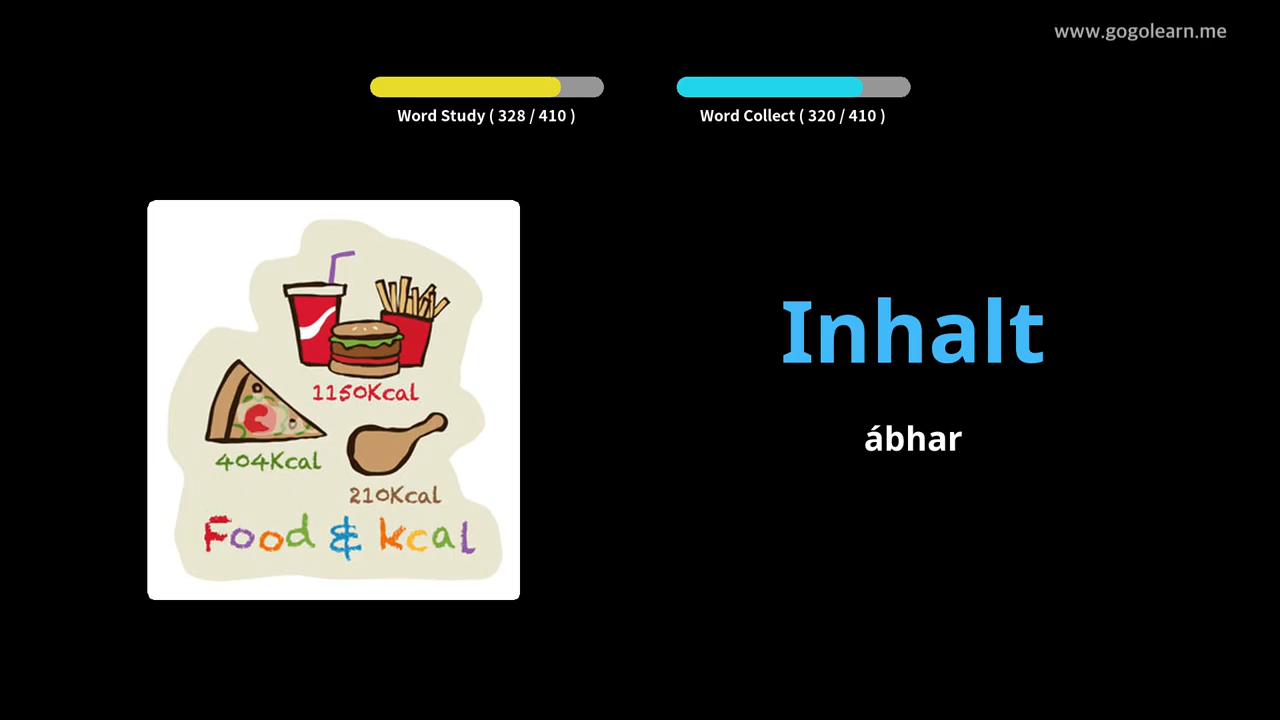 www.gogolearn.me
Word Study ( 328 / 410 )
Word Collect ( 320 / 410 )
1150Kcal
404Kcal
210Kcal
Food & kcal
Inhalt
ábhar